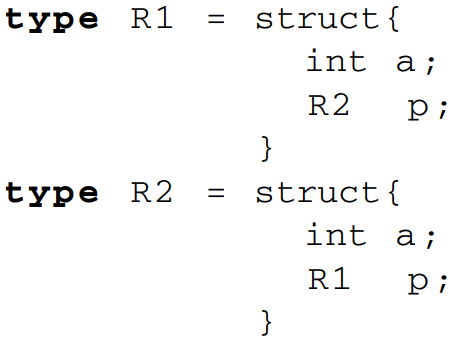 type R1 = struct{
int a;
R2 p;
}
type R2 = struct{
int a;
R1 p;
}